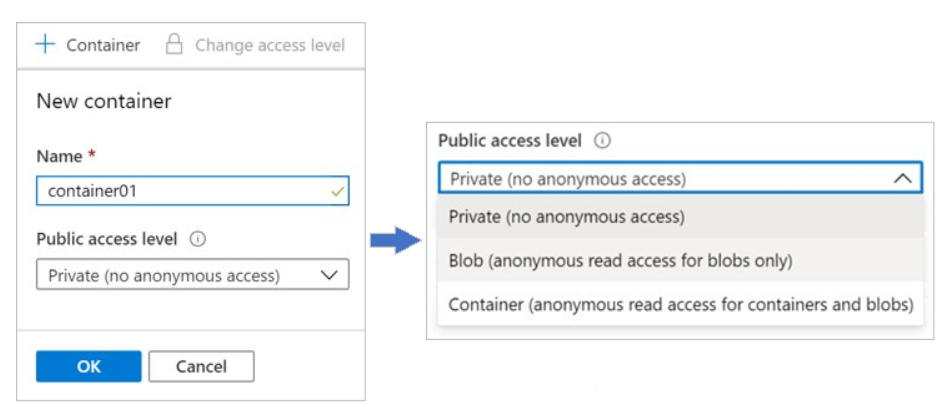 + Container Change access level
New container
Name *
container01
Public access level
Private (no anonymous access)
OK Cancel
Public access level
Private (no anonymous access)
Private (no anonymous access)
Blob (anonymous read access for blobs only)
Container (anonymous read access for containers and blobs)